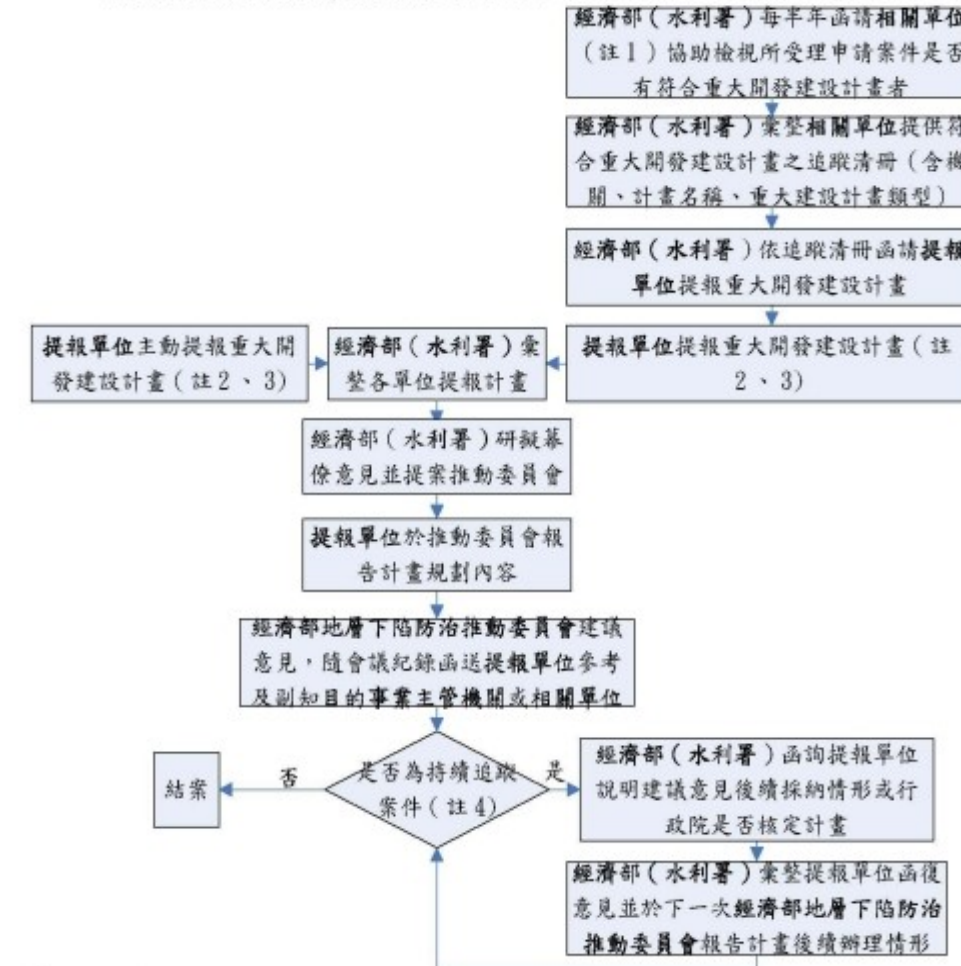 經濟部（水利署）每半年函請相關單位
（註1）協助檢視所受理申請案件是否
有符合重大開發建設計畫者
經濟部（水利署）彙整相關單位提供符
合重大開發建設計畫之追蹤清冊（含機
關、計畫名稱、重大建設計畫類型）
經濟部（水利署）依追蹤清冊函請提報
單位提報重大開發建設計畫
提報單位主動提報重大開
發建設計畫（註2、3）
經濟部（水利署）彙
整各單位提報計畫
提報單位提報重大開發建設計畫（註
2、3）
經濟部（水利署）研擬幕
僚意見並提案推動委員會
提報單位於推動委員會報
告計畫規劃內容
經濟部地層下陷防治推動委員會建議
意見，隨會議紀錄函送提報單位參考
及副知目的事業主管機關或相關單位
結案
否
是否為持續追蹤
案件（註4）
是
經濟部（水利署）函詢提報單位
說明建議意見後續採納情形或行
政院是否核定計畫
經濟部（水利署）彙整提報單位函復
意見並於下一次經濟部地層下陷防治
推動委員會報告計畫後續辦理情形